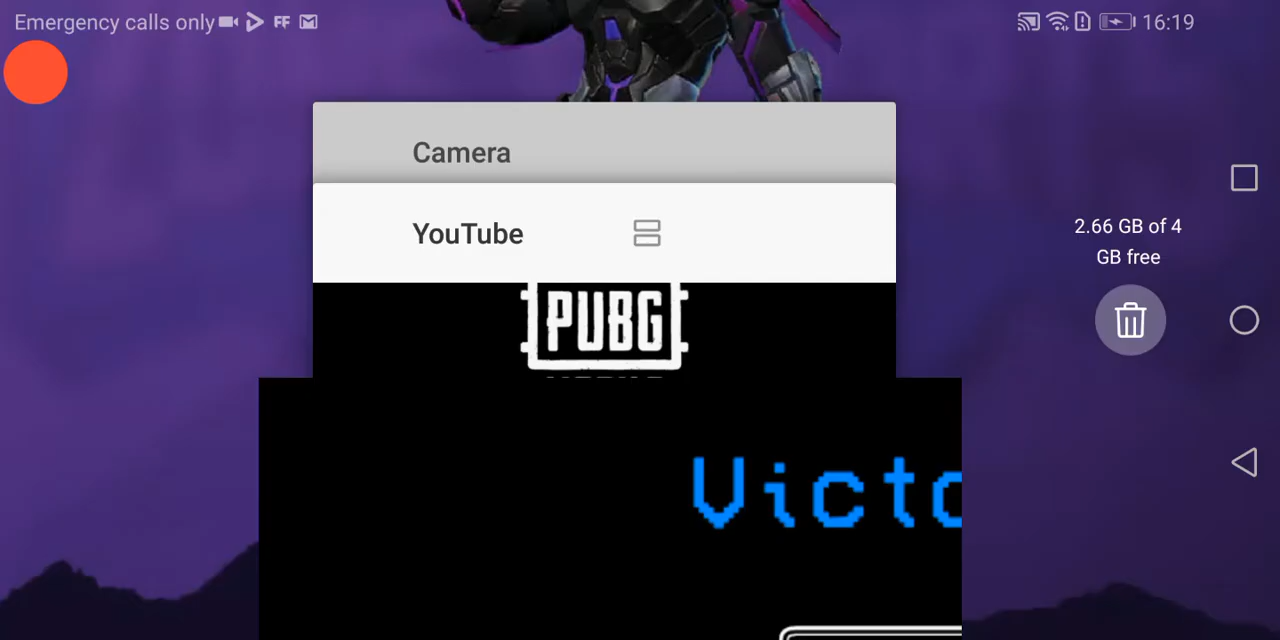 Emergency calls only FF 16:19
Camera
YouTube
2.66 GB of 4
GB free
PUBG
Victo